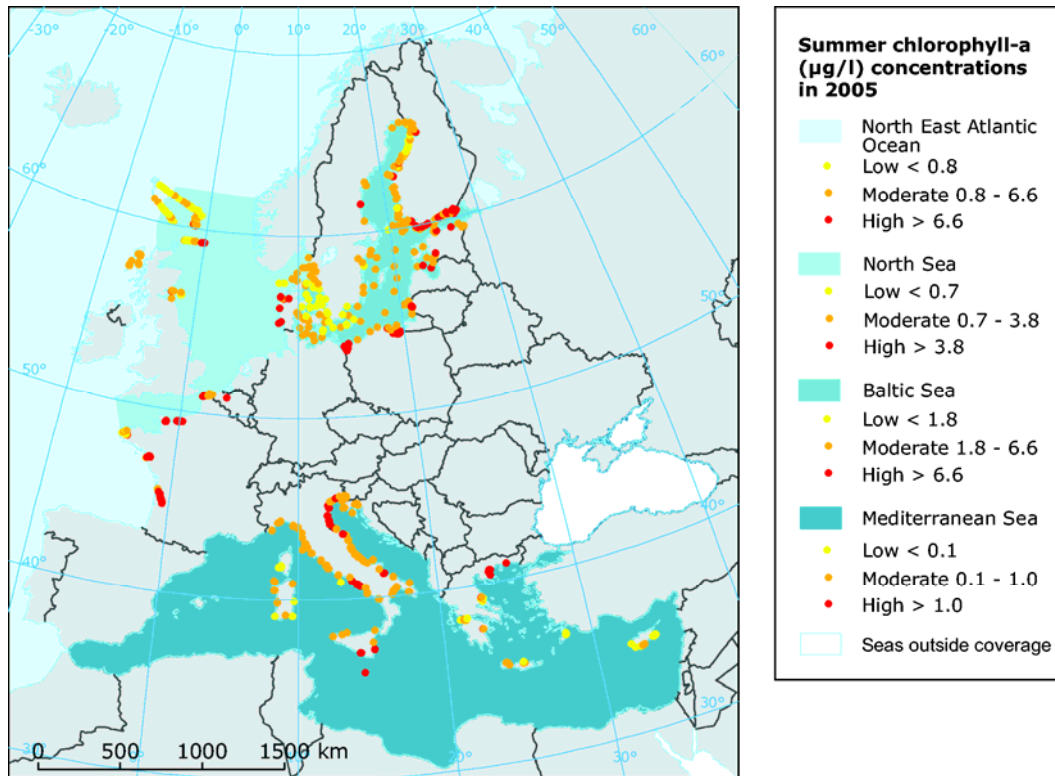 -30° -20° -10° 0° 10° 20° 30° 40° 50° 60°
60°
60°
50°
50°
40°
40°
30°
30°
0° 10° 20° 30°
0 500 1000 1500 km
Summer chlorophyll-a
(µg/l) concentrations
in 2005
North East Atlantic
Ocean
Low < 0.8
Moderate 0.8 - 6.6
High > 6.6
North Sea
Low < 0.7
Moderate 0.7 - 3.8
High > 3.8
Baltic Sea
Low < 1.8
Moderate 1.8 - 6.6
High > 6.6
Mediterranean Sea
Low < 0.1
Moderate 0.1 - 1.0
High > 1.0
Seas outside coverage